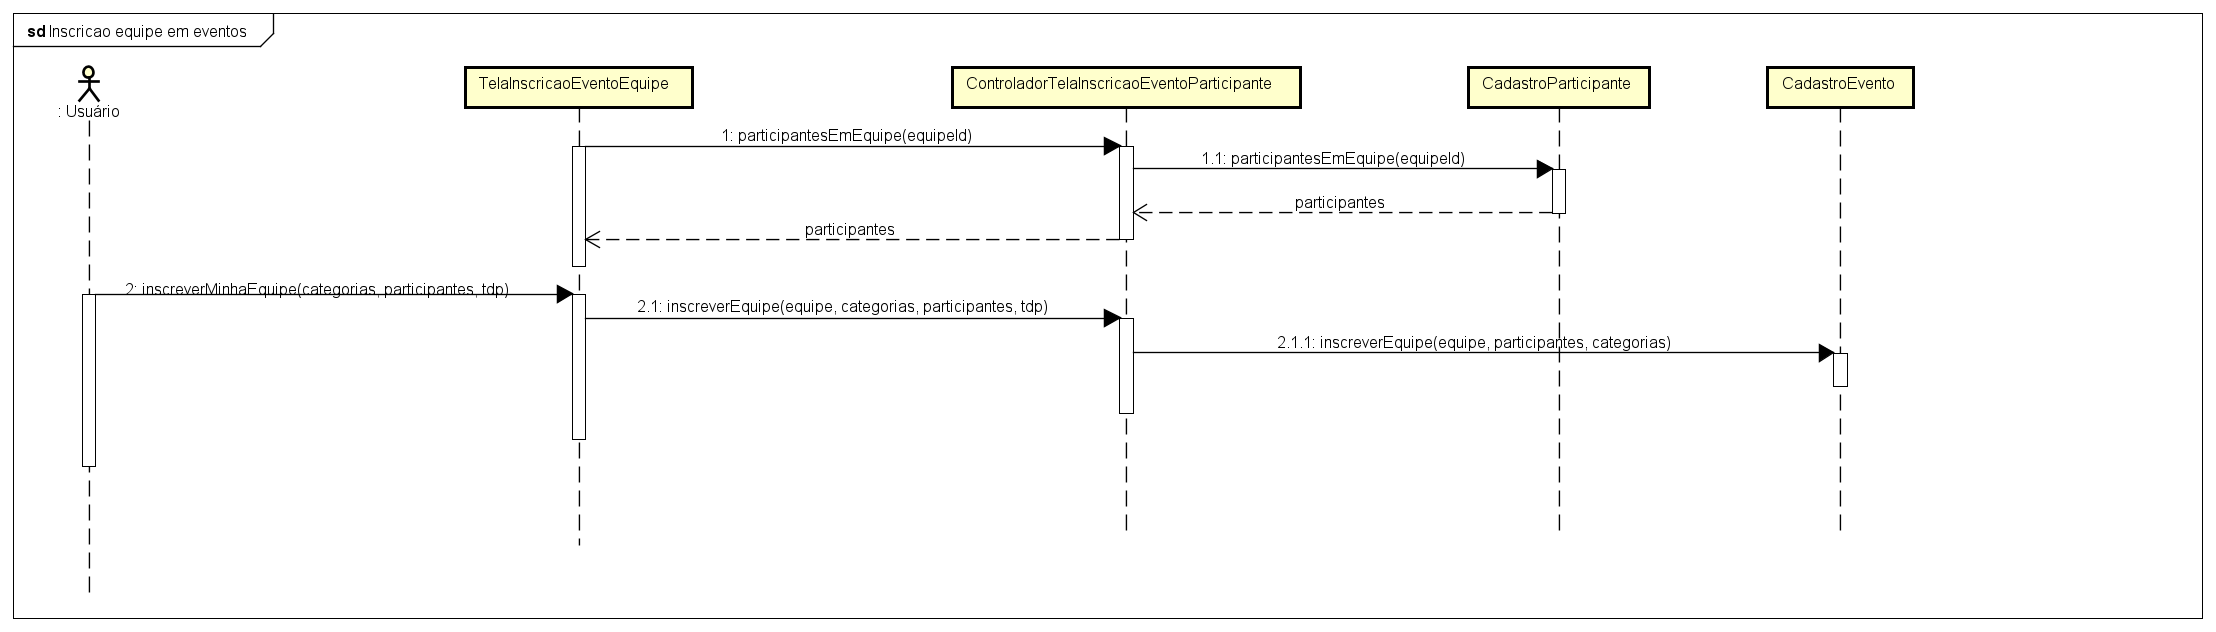 sd Inscricao equipe em eventos
: Usuário
TelaInscricaoEventoEquipe
ControladorTelaInscricaoEventoParticipante
CadastroParticipante
CadastroEvento
1: participantesEmEquipe(equipeId)
1.1: participantesEmEquipe(equipeId)
participantes
participantes
2: inscreverMinhaEquipe(categorias, participantes, tdp)
2.1: inscreverEquipe(equipe, categorias, participantes, tdp)
2.1.1: inscreverEquipe(equipe, participantes, categorias)